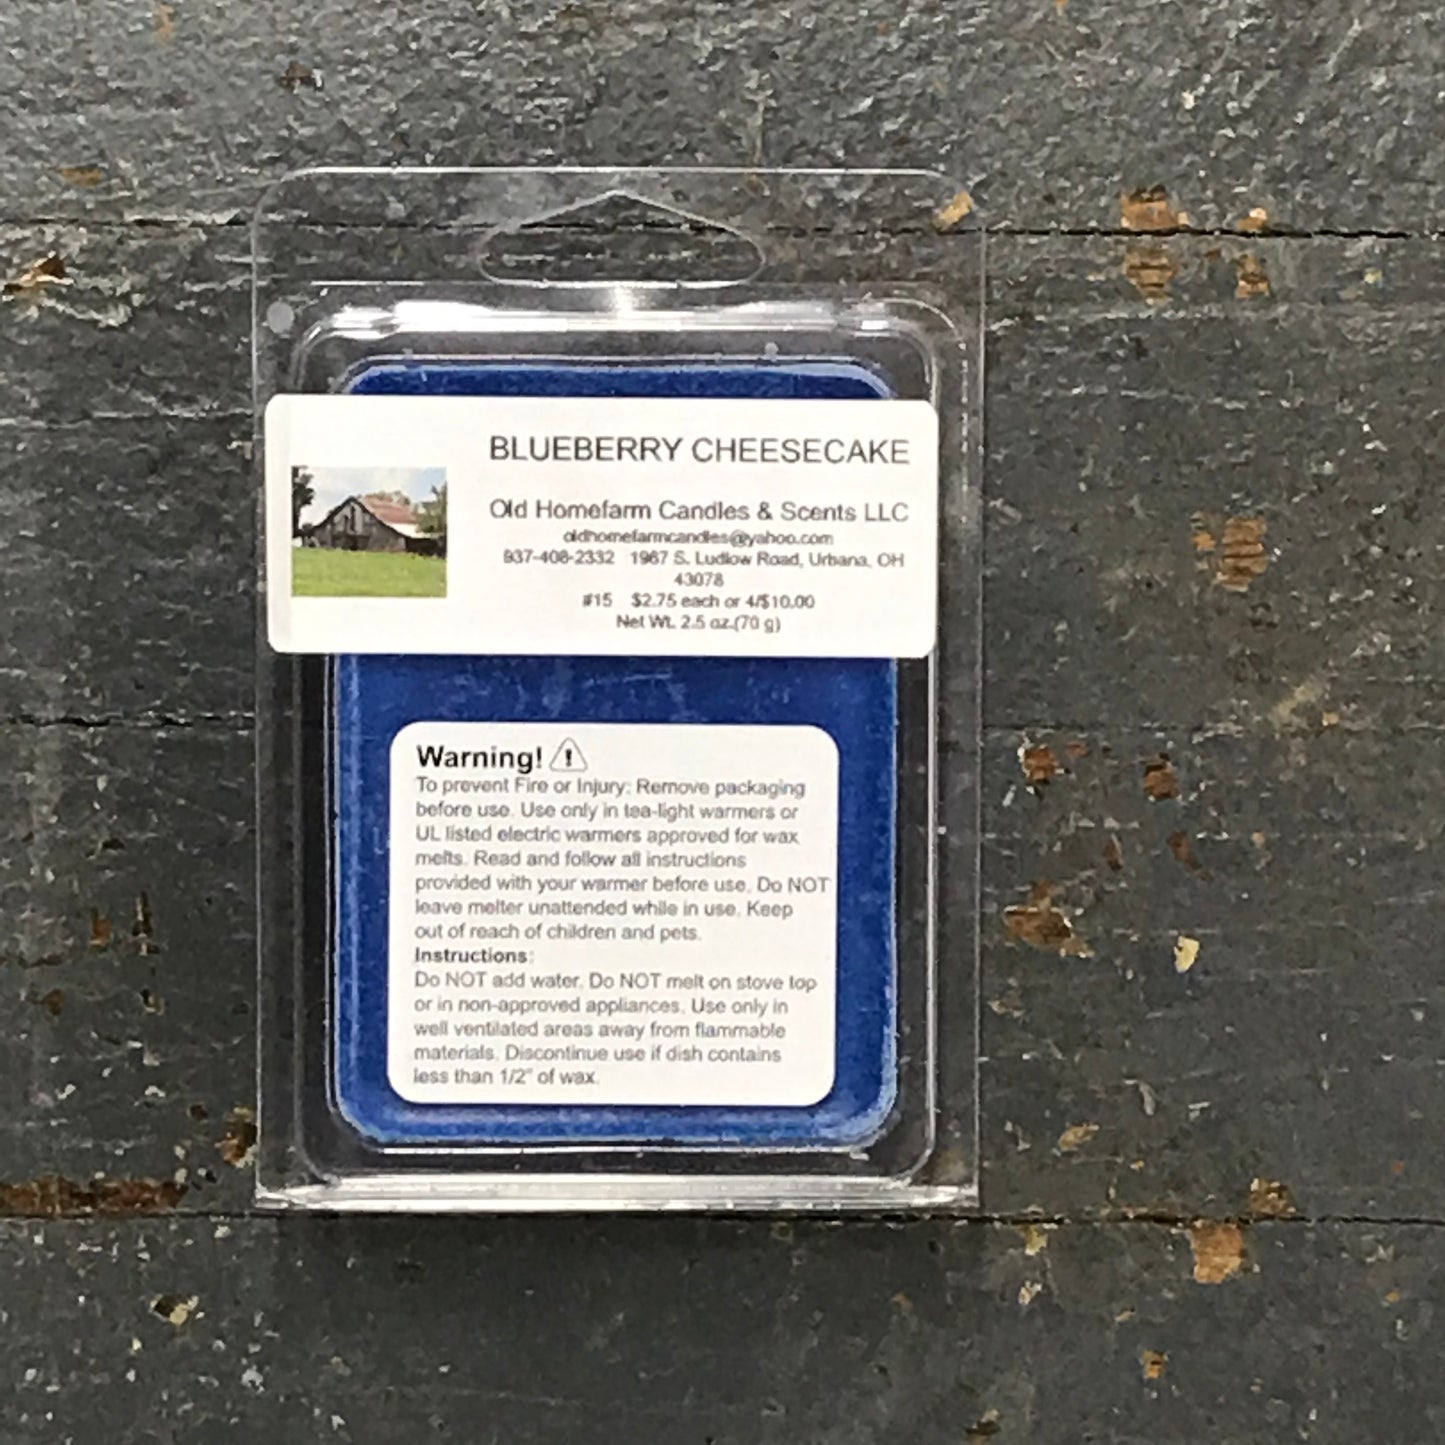 BLUEBERRY CHEESECAKE
Old Homefarm Candles & Scents LLC
oldhomefarmcandles@yahoo.com
937-408-2332 1967 S. Ludlow Road, Urbana, OH
43078
#15 $2.75 each or 4/$10.00
Net Wt. 2.5 oz.(70 g)
Warning!
To prevent Fire or Injury: Remove packaging
before use. Use only in tea-light warmers or
UL listed electric warmers approved for wax
melts. Read and follow all instructions
provided with your warmer before use. Do NOT
leave melter unattended while in use. Keep
out of reach of children and pets.
Instructions:
Do NOT add water. Do NOT melt on stove top
or in non-approved appliances. Use only in
well ventilated areas away from flammable
materials. Discontinue use if dish contains
less than 1/2" of wax.